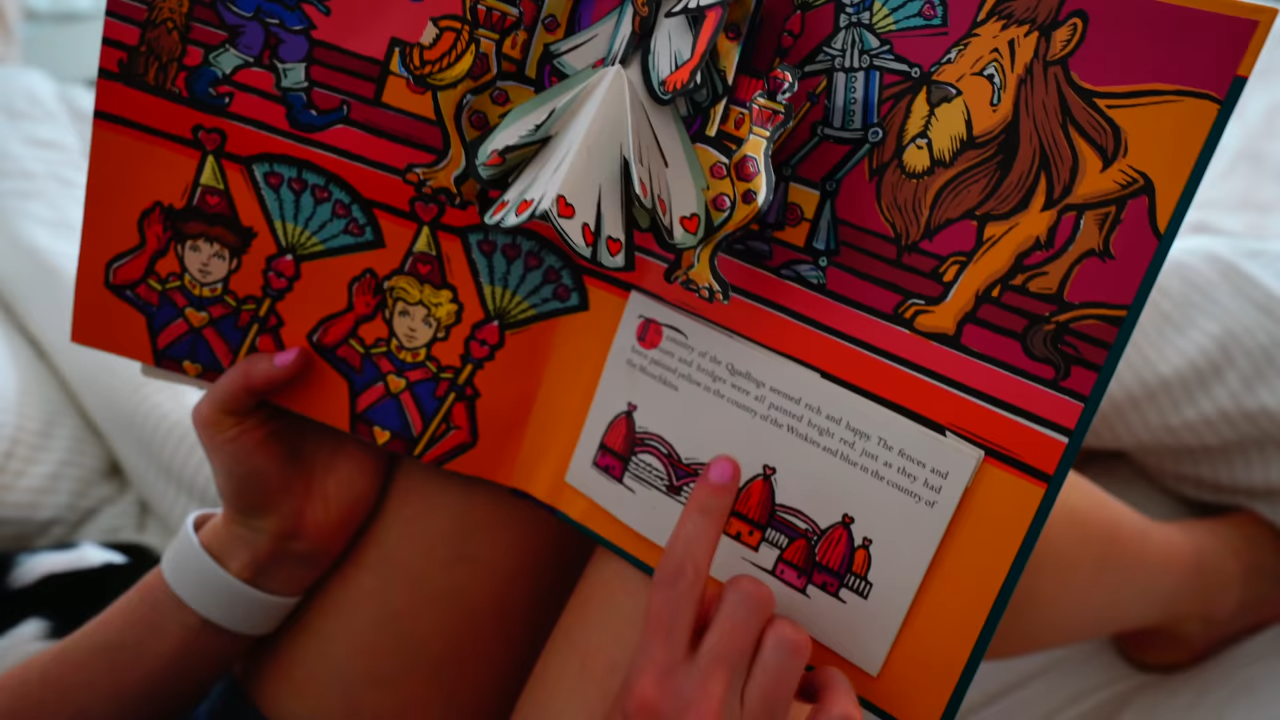 country of the Quadlings seemed rich and happy. The fences and
houses and bridges were all painted bright red, just as they had
been painted yellow in the country of the Winkies and blue in the country of
the Munchkins.